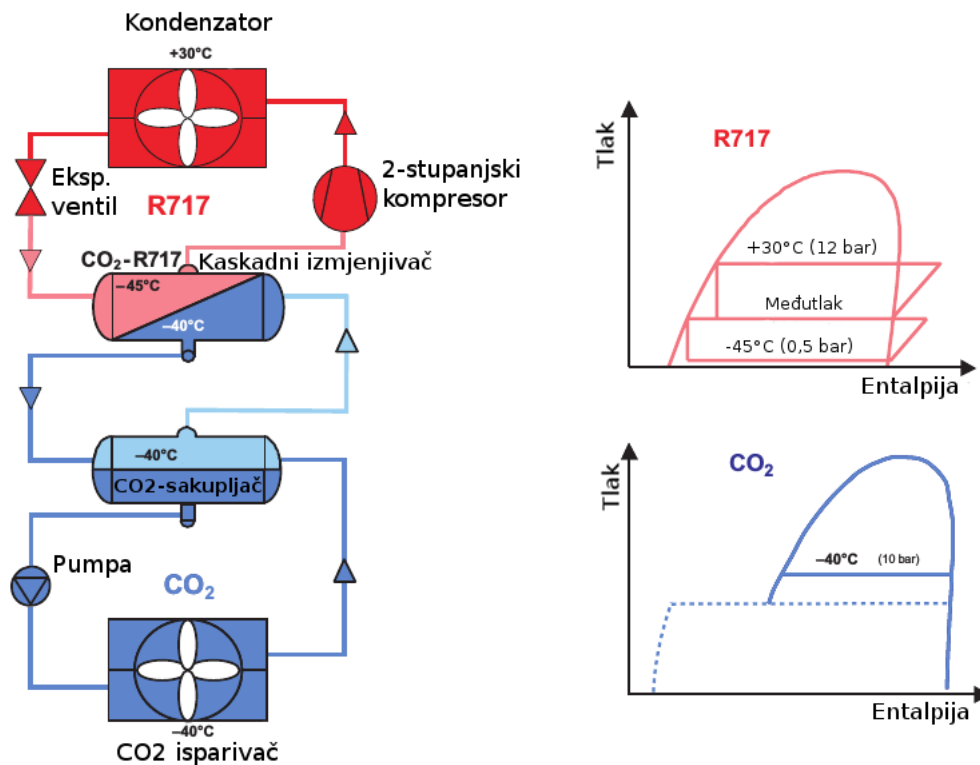 Kondenzator
+30°C
Eksp.
ventil
R717
2-stupanjski
kompresor
CO₂-R717
Kaskadni izmjenjivač
–45°C
–40°C
–40°C
CO2-sakupljač
Pumpa
CO₂
–40°C
CO2 isparivač
Tlak
R717
+30°C (12 bar)
Međutlak
-45°C (0,5 bar)
Entalpija
Tlak
CO₂
–40°C (10 bar)
Entalpija